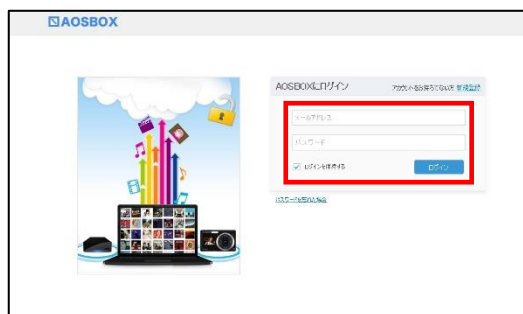 AOSBOX
AOSBOXにログイン
アカウントをお持ちでない方 新規登録
メールアドレス
パスワード
ログインを維持する
ログイン
パスワードを忘れた場合